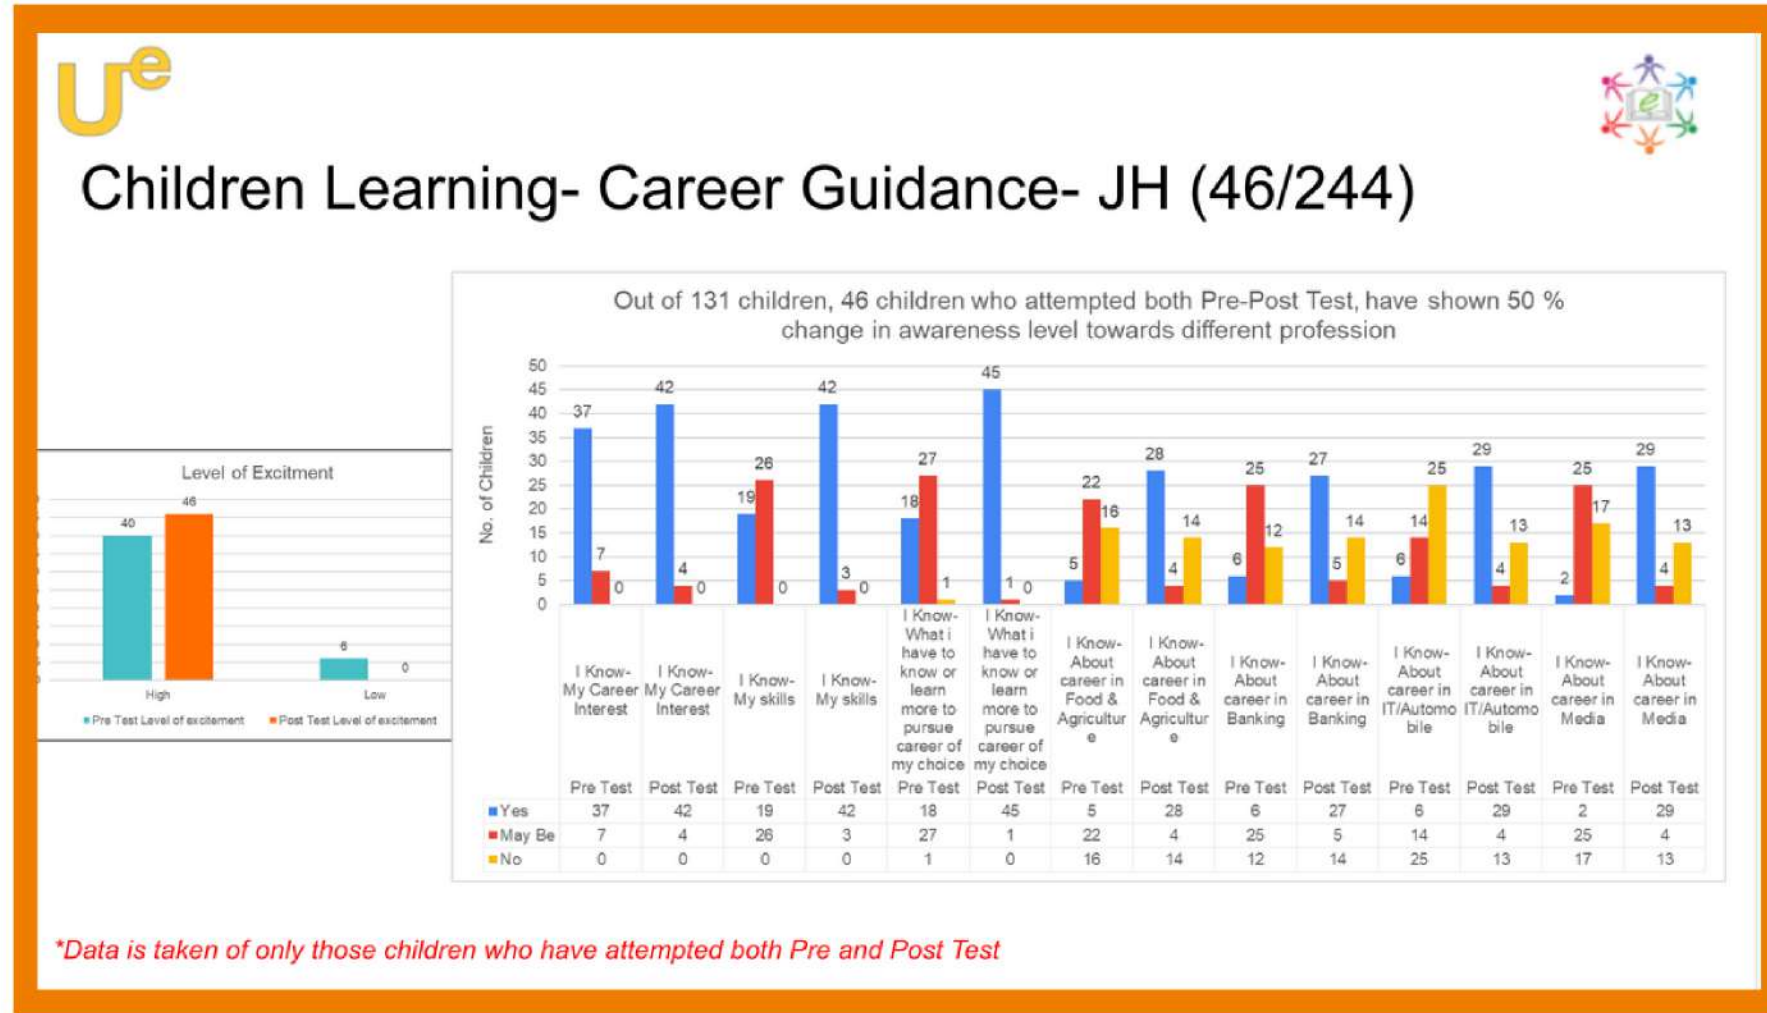 Ue
e
Children Learning- Career Guidance- JH (46/244)
Level of Excitment
40
46
6
0
High
Low
Pre Test Level of excitement
Post Test Level of excitement
Out of 131 children, 46 children who attempted both Pre-Post Test, have shown 50 %
change in awareness level towards different profession
No. of Children
50
45
40
35
30
25
20
15
10
5
0
37 7 0
42 4 0
19 26 0
42 3 0
18 27 1
45 1 0
5 22 16
28 4 14
6 25 12
27 5 14
6 14 25
29 4 13
2 25 17
29 4 13
I Know-
My Career
Interest
I Know-
My Career
Interest
I Know-
My skills
I Know-
My skills
I Know-
What i
have to
know or
learn
more to
pursue
career of
my choice
I Know-
What i
have to
know or
learn
more to
pursue
career of
my choice
I Know-
About
career in
Food &
Agricultur
e
I Know-
About
career in
Food &
Agricultur
e
I Know-
About
career in
Banking
I Know-
About
career in
Banking
I Know-
About
career in
IT/Automo
bile
I Know-
About
career in
IT/Automo
bile
I Know-
About
career in
Media
I Know-
About
career in
Media
Pre Test Post Test Pre Test Post Test Pre Test Post Test Pre Test Post Test Pre Test Post Test Pre Test Post Test Pre Test Post Test
Yes 37 42 19 42 18 45 5 28 6 27 6 29 2 29
May Be 7 4 26 3 27 1 22 4 25 5 14 4 25 4
No 0 0 0 0 1 0 16 14 12 14 25 13 17 13
*Data is taken of only those children who have attempted both Pre and Post Test